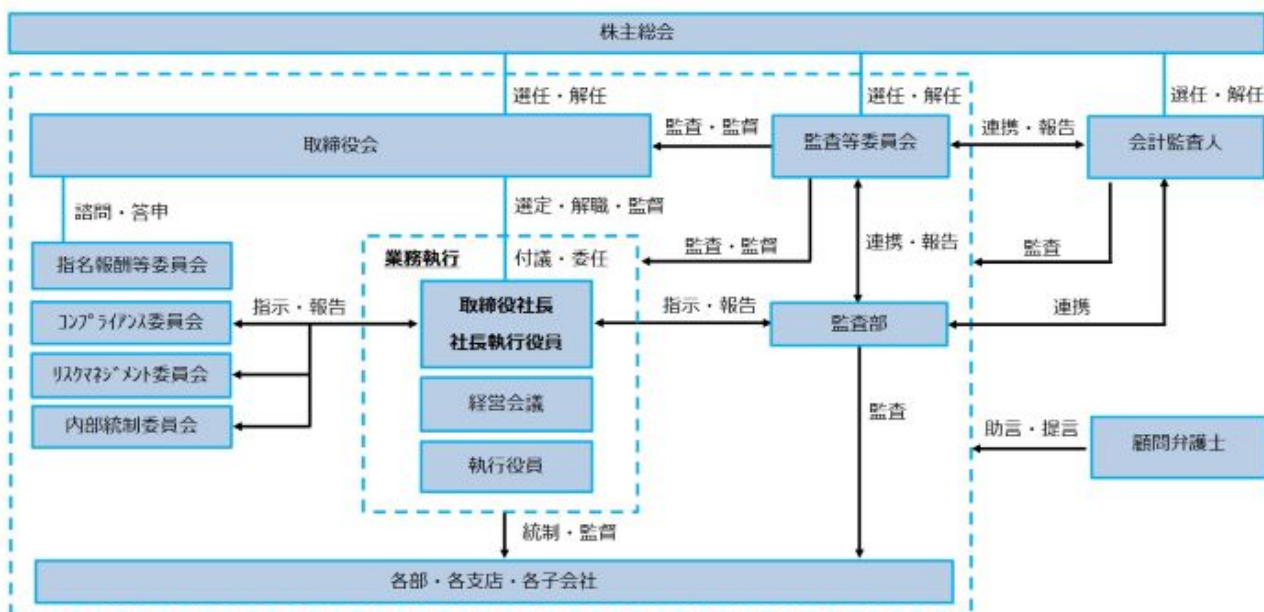 株主総会
選任・解任
選任・解任
選任・解任
取締役会
監査・監督
監査等委員会
連携・報告
会計監査人
諮問・答申
選定・解職・監督
指名報酬等委員会
業務執行
付議・委任
監査・監督
連携・報告
監査
コンプライアンス委員会
指示・報告
取締役社長
社長執行役員
指示・報告
監査部
連携
リスクマネジメント委員会
経営会議
内部統制委員会
監査
助言・提言
顧問弁護士
執行役員
統制・監督
各部・各支店・各子会社